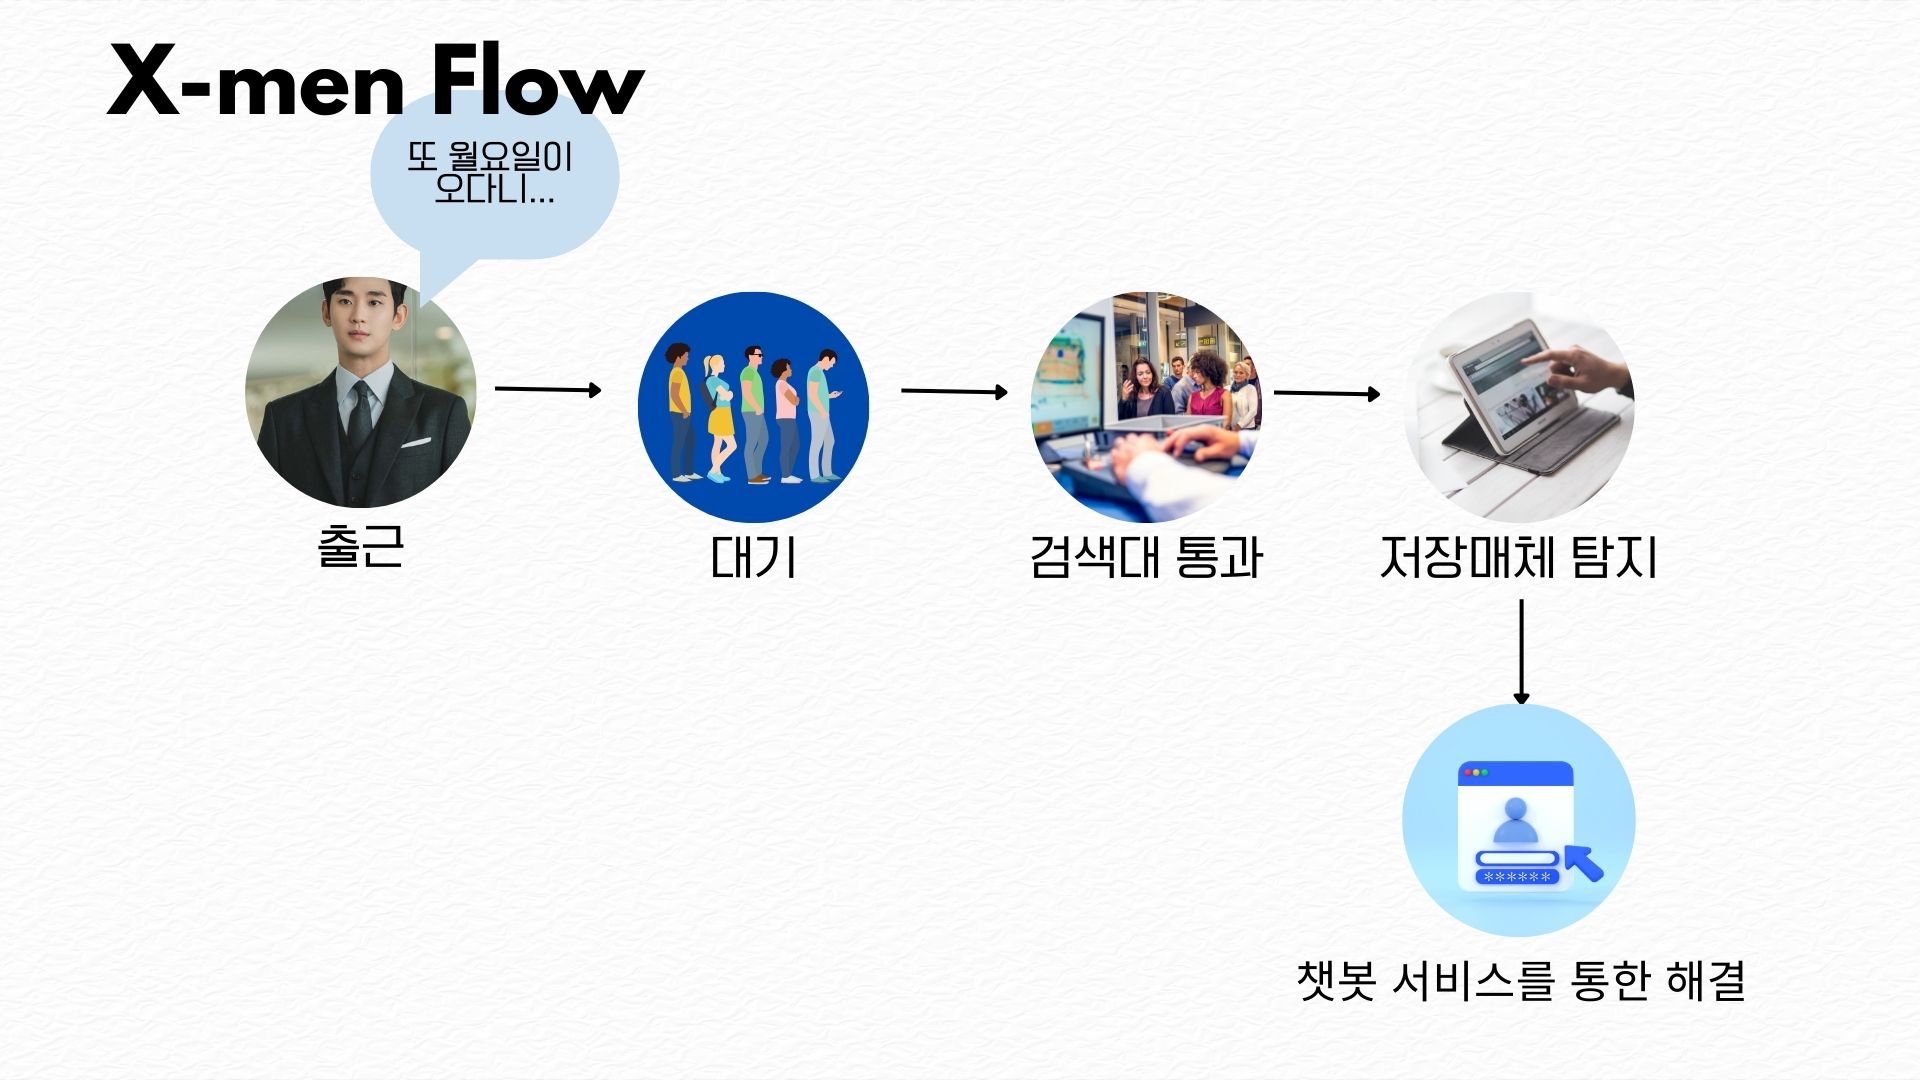 X-men Flow
또 월요일이
오다니...
출근
대기
검색대 통과
저장매체 탐지
******
챗봇 서비스를 통한 해결